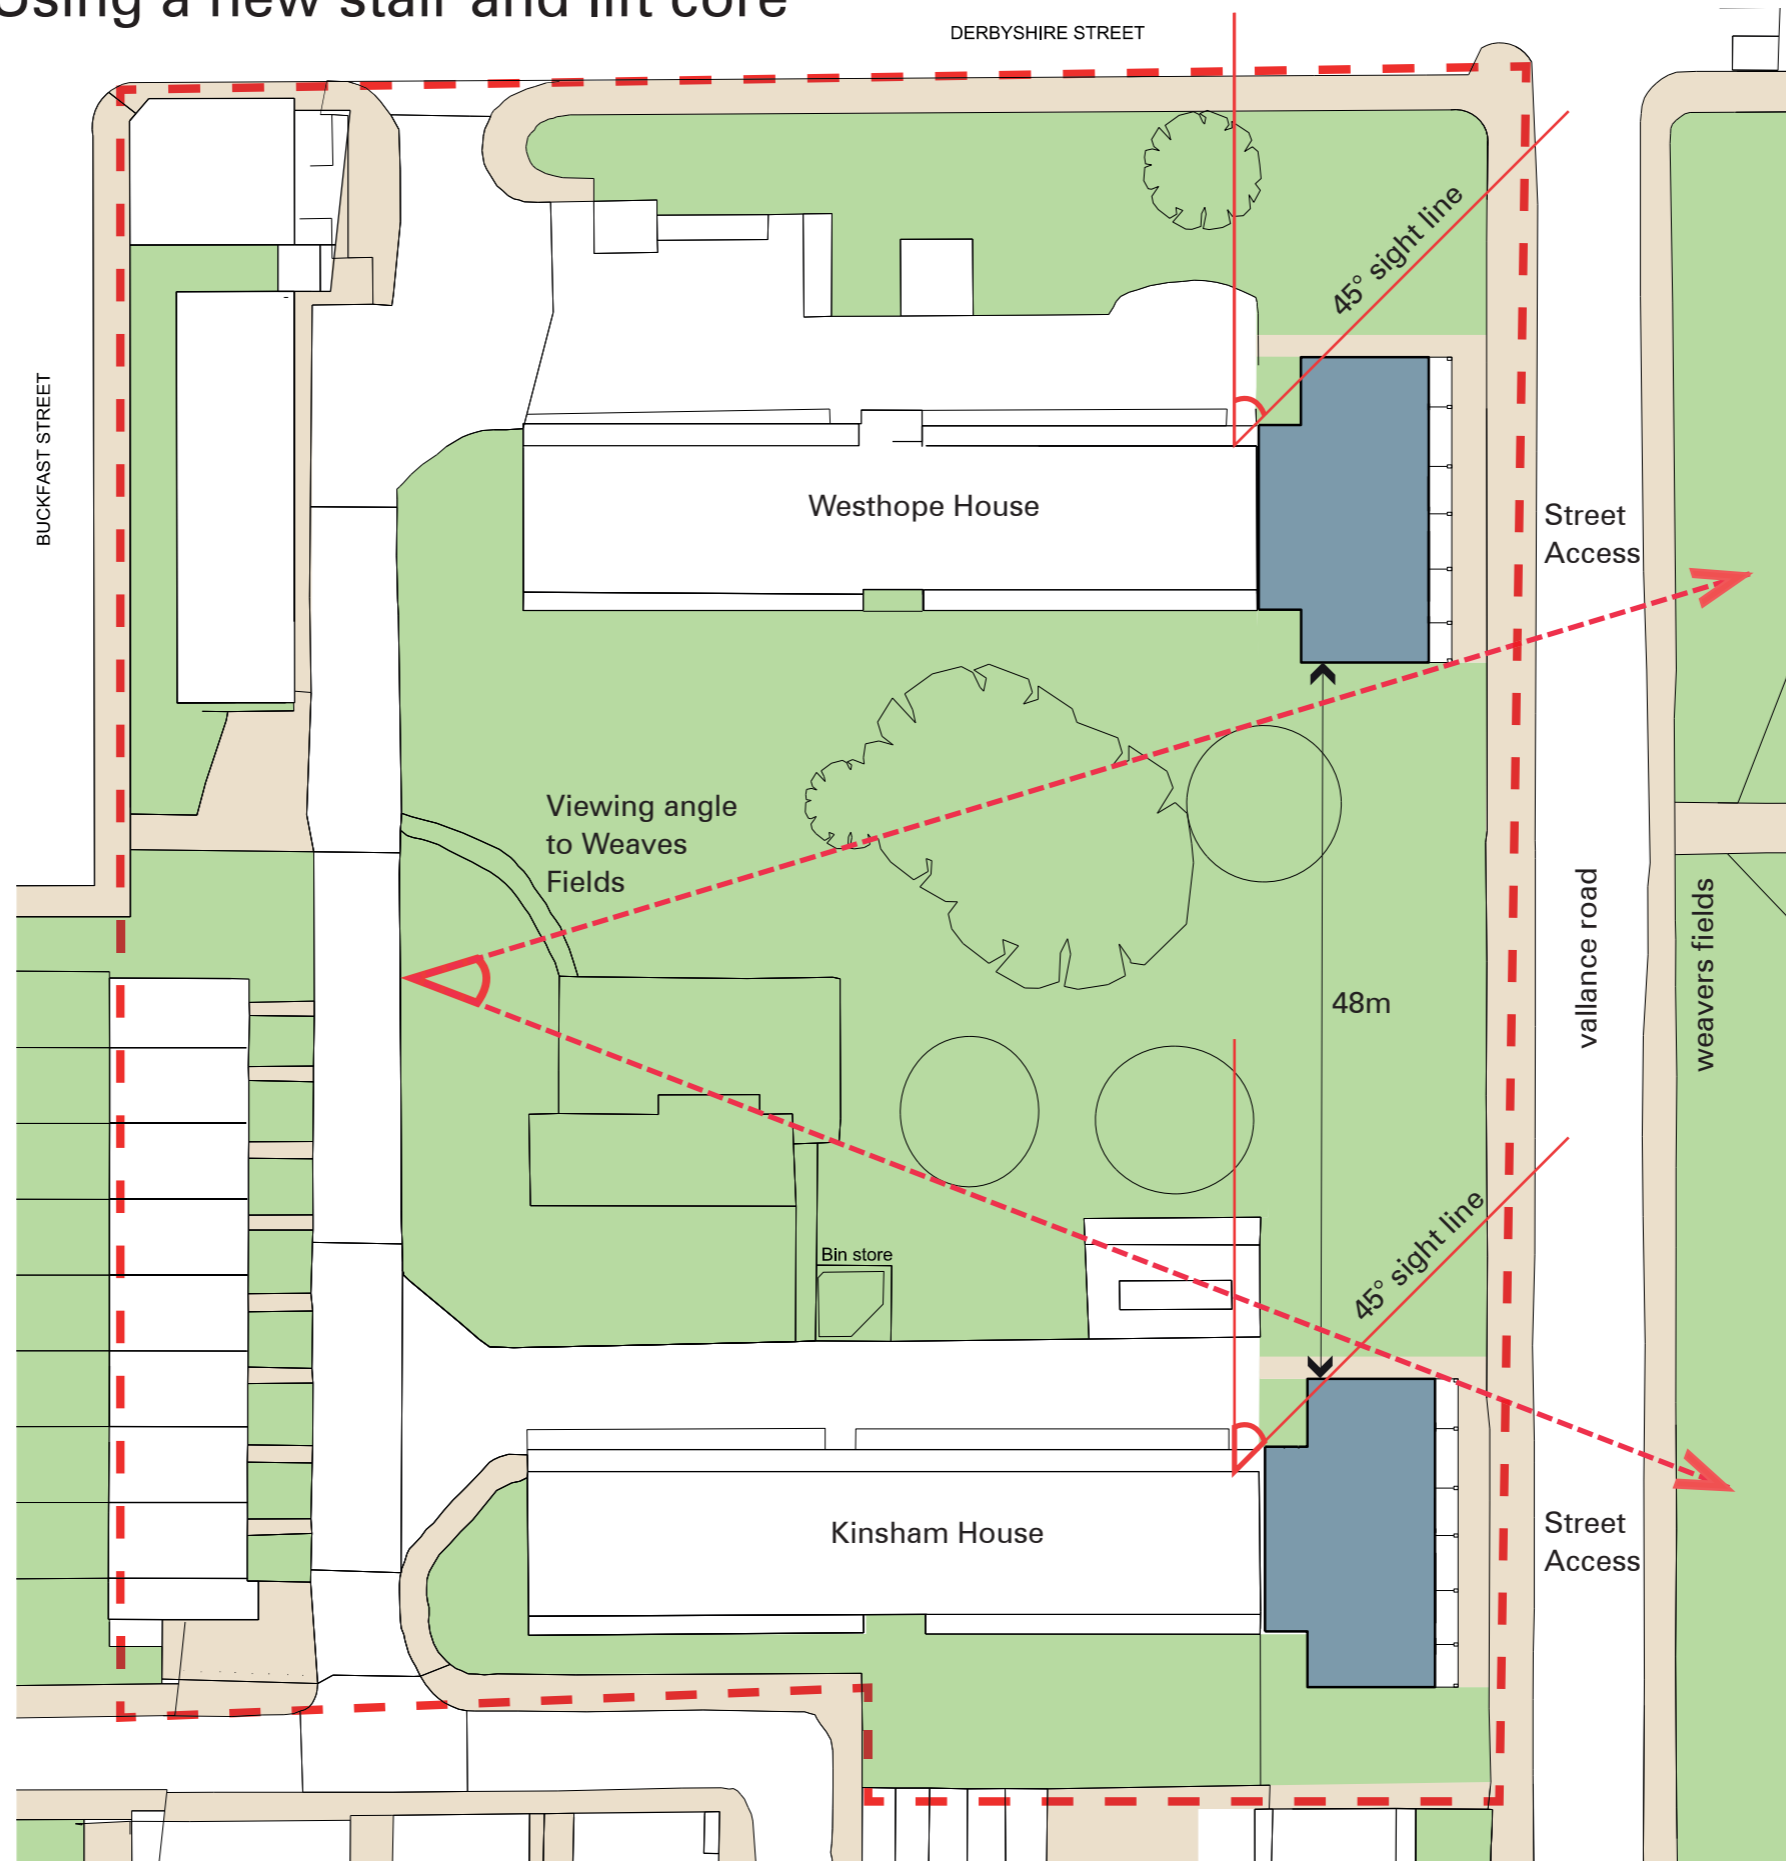 Using a new stair and lift core
DERBYSHIRE STREET
45° sight line
BUCKFAST STREET
Westhope House
Street
Access
Viewing angle
to Weaves
Fields
vallance road
weavers fields
48m
45° sight line
Bin store
Kinsham House
Street
Access